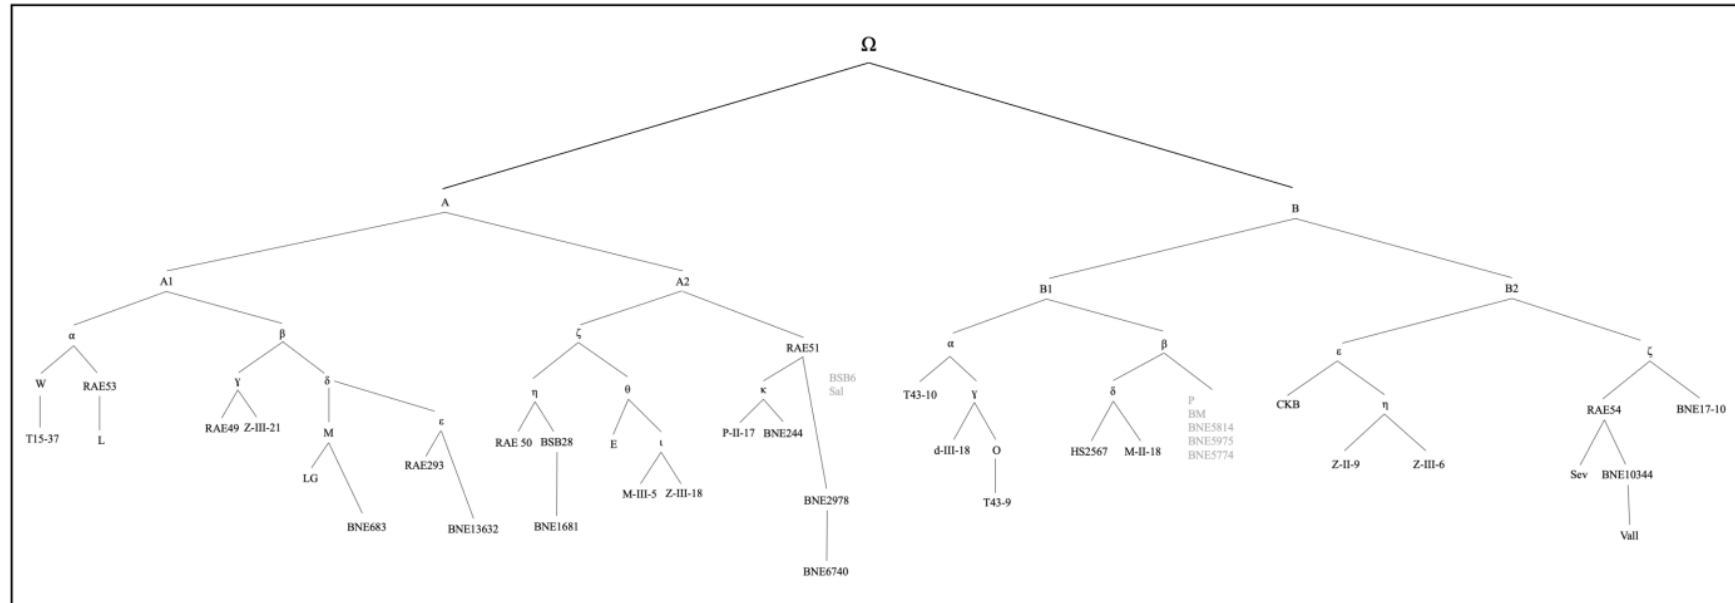 Ω
A B
A1 A2 B1 B2
α β ζ RAE51 α β ε ζ
W RAE53 γ δ η θ κ BSB6 T43-10 γ δ P CKB η RAE54 BNE17-10
Sal
BM
T15-37 L RAE49 Z-III-21 M ε RAE 50 BSB28 E ι P-II-17 BNE244 d-III-18 O HS2567 M-II-18 BNE5814
BNE5975
BNE5774
LG RAE293 M-III-5 Z-III-18 Z-II-9 Z-III-6 Sev BNE10344
BNE683 BNE13632 BNE1681 BNE2978 T43-9 Vall
BNE6740